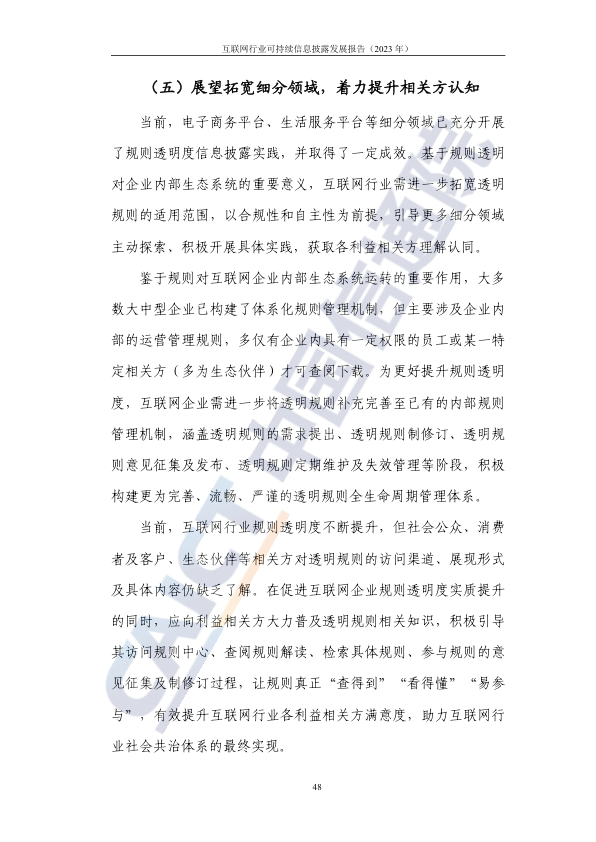 互联网行业可持续信息披露发展报告（2023 年）
（五）展望拓宽细分领域，着力提升相关方认知
当前，电子商务平台、生活服务平台等细分领域已充分开展
了规则透明度信息披露实践，并取得了一定成效。基于规则透明
对企业内部生态系统的重要意义，互联网行业需进一步拓宽透明
规则的适用范围，以合规性和自主性为前提，引导更多细分领域
主动探索、积极开展具体实践，获取各利益相关方理解认同。
鉴于规则对互联网企业内部生态系统运转的重要作用，大多
数大中型企业已构建了体系化规则管理机制，但主要涉及企业内
部的运营管理规则，多仅有企业内具有一定权限的员工或某一特
定相关方（多为生态伙伴）才可查阅下载。为更好提升规则透明
度，互联网企业需进一步将透明规则补充完善至已有的内部规则
管理机制，涵盖透明规则的需求提出、透明规则制修订、透明规
则意见征集及发布、透明规则定期维护及失效管理等阶段，积极
构建更为完善、流畅、严谨的透明规则全生命周期管理体系。
当前，互联网行业规则透明度不断提升，但社会公众、消费
者及客户、生态伙伴等相关方对透明规则的访问渠道、展现形式
及具体内容仍缺乏了解。在促进互联网企业规则透明度实质提升
的同时，应向利益相关方大力普及透明规则相关知识，积极引导
其访问规则中心、查阅规则解读、检索具体规则、参与规则的意
见征集及制修订过程，让规则真正“查得到”“看得懂”“易参
与”，有效提升互联网行业各利益相关方满意度，助力互联网行
业社会共治体系的最终实现。
48
CAICT 中国信通院